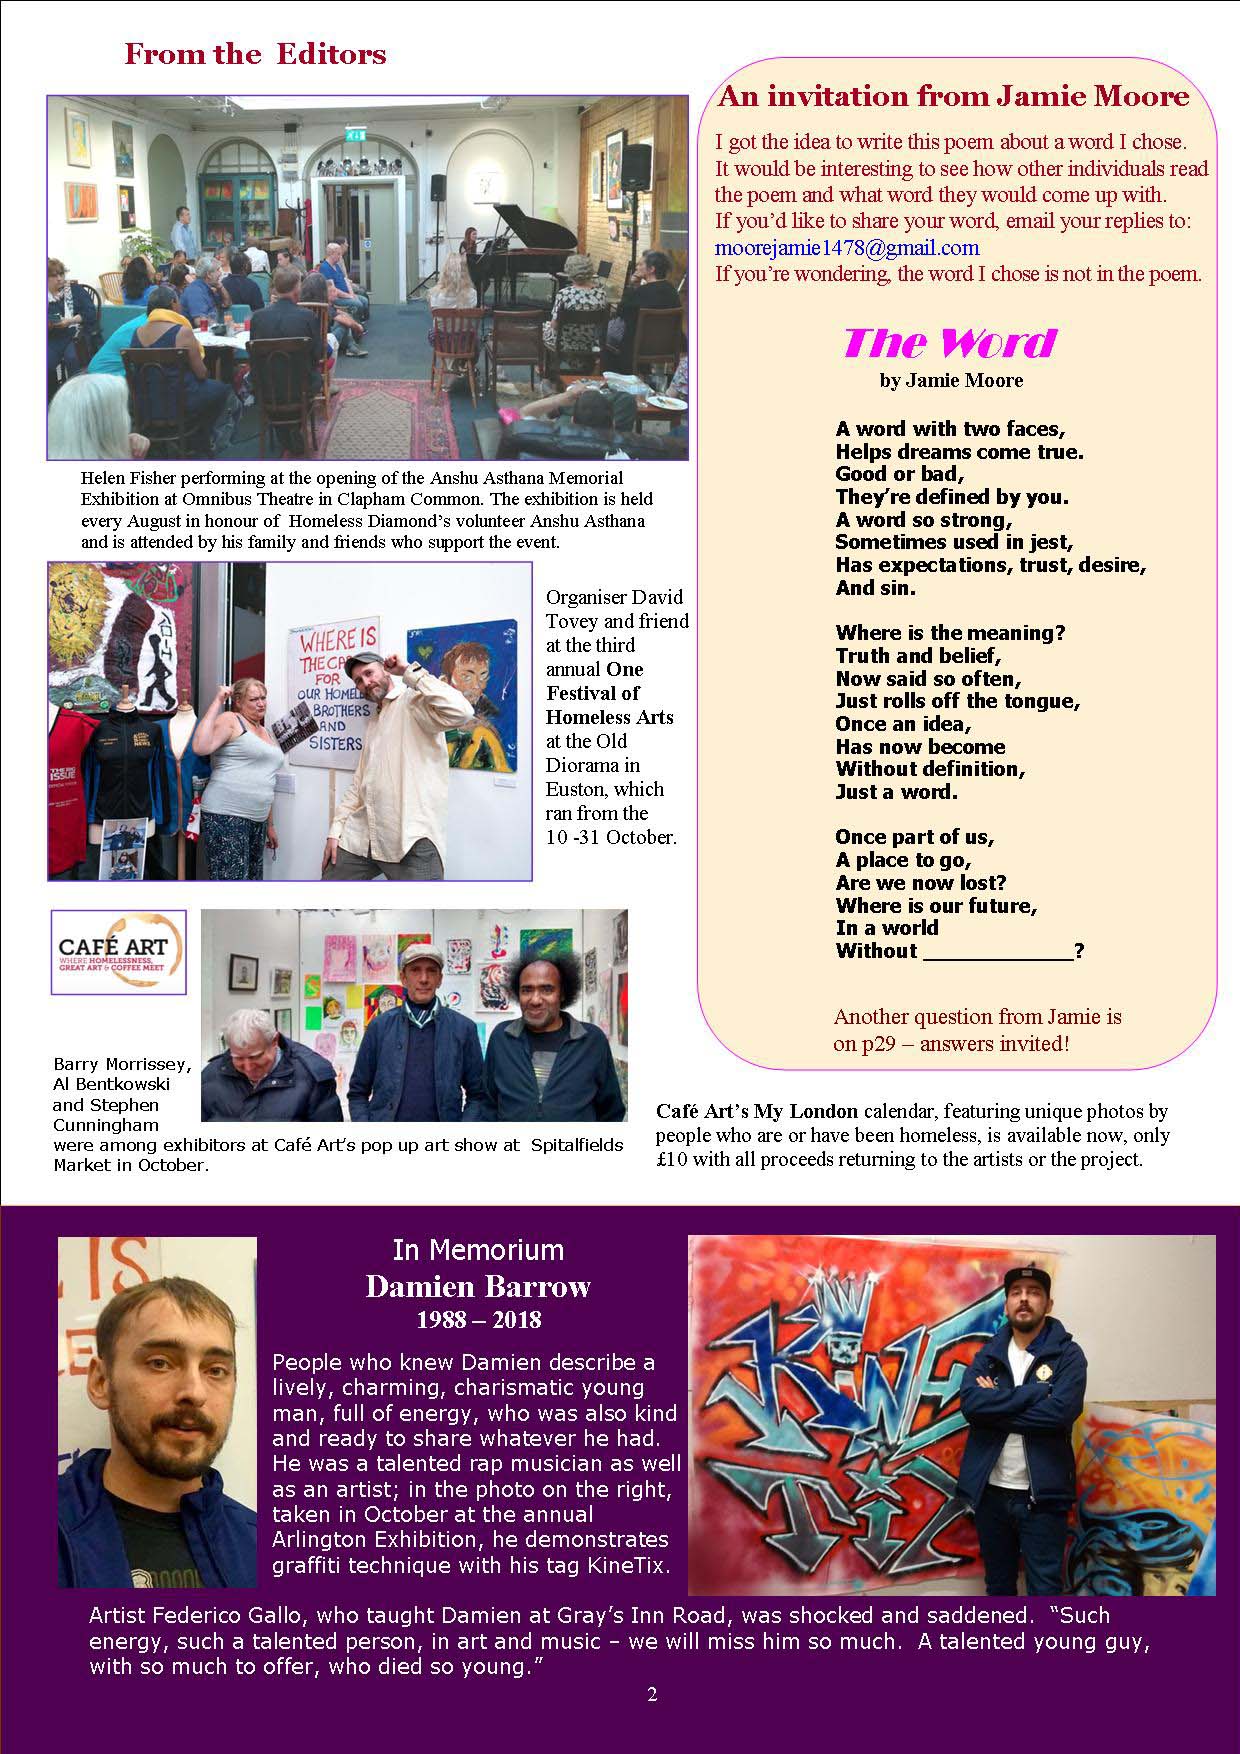 From the  Editors
Helen Fisher performing at the opening of the Anshu Asthana Memorial
Exhibition at Omnibus Theatre in Clapham Common. The exhibition is held
every August in honour of  Homeless Diamond's volunteer Anshu Asthana
and is attended by his family and friends who support the event.
WHERE IS
THE
FOR
OUR
BROTHERS
AND
SISTERS
THE BIG
ISSUE
Organiser David
Tovey and friend
at the third
annual One
Festival of
Homeless Arts
at the Old
Diorama in
Euston, which
ran from the
10 -31 October.
CAFÉ ART
WHERE HOMELESSNESS,
GREAT ART & COFFEE MEET
Barry Morrissey,
Al Bentkowski
and Stephen
Cunningham
were among exhibitors at Café Art's pop up art show at  Spitalfields
Market in October.
An invitation from Jamie Moore
I got the idea to write this poem about a word I chose.
It would be interesting to see how other individuals read
the poem and what word they would come up with.
If you'd like to share your word, email your replies to:
moorejamie1478@gmail.com
If you're wondering, the word I chose is not in the poem.
The Word
by Jamie Moore
A word with two faces,
Helps dreams come true.
Good or bad,
They're defined by you.
A word so strong,
Sometimes used in jest,
Has expectations, trust, desire,
And sin.
Where is the meaning?
Truth and belief,
Now said so often,
Just rolls off the tongue,
Once an idea,
Has now become
Without definition,
Just a word.
Once part of us,
A place to go,
Are we now lost?
Where is our future,
In a world
Without ____________?
Another question from Jamie is
on p29 – answers invited!
Café Art's My London calendar, featuring unique photos by
people who are or have been homeless, is available now, only
£10 with all proceeds returning to the artists or the project.
In Memorium
Damien Barrow
1988 – 2018
People who knew Damien describe a
lively, charming, charismatic young
man, full of energy, who was also kind
and ready to share whatever he had.
He was a talented rap musician as well
as an artist; in the photo on the right,
taken in October at the annual
Arlington Exhibition, he demonstrates
graffiti technique with his tag KineTix.
Artist Federico Gallo, who taught Damien at Gray's Inn Road, was shocked and saddened.  “Such
energy, such a talented person, in art and music – we will miss him so much.  A talented young guy,
with so much to offer, who died so young.”
2